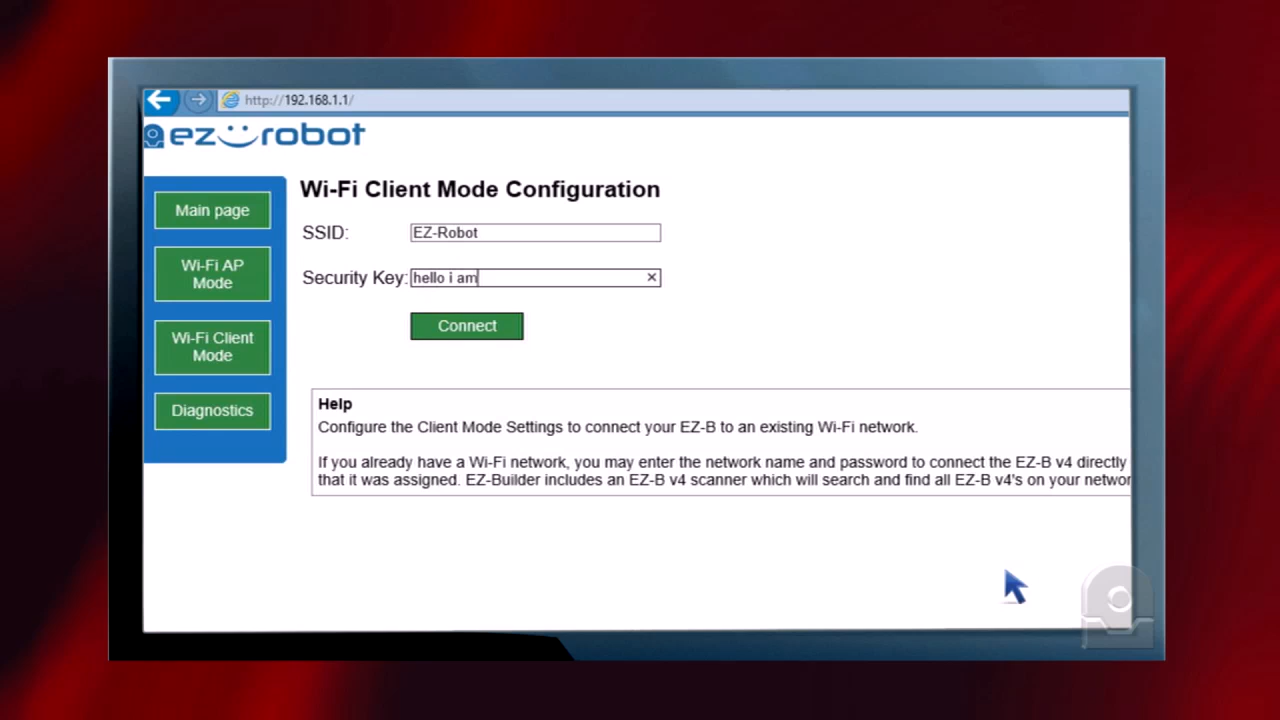 http://192.168.1.1/
ez robot
Wi-Fi Client Mode Configuration
Main page
SSID: EZ-Robot
Wi-Fi AP
Mode
Security Key: hello i am
Connect
Wi-Fi Client
Mode
Diagnostics
Help
Configure the Client Mode Settings to connect your EZ-B to an existing Wi-Fi network.
If you already have a Wi-Fi network, you may enter the network name and password to connect the EZ-B v4 directly
that it was assigned. EZ-Builder includes an EZ-B v4 scanner which will search and find all EZ-B v4's on your networ